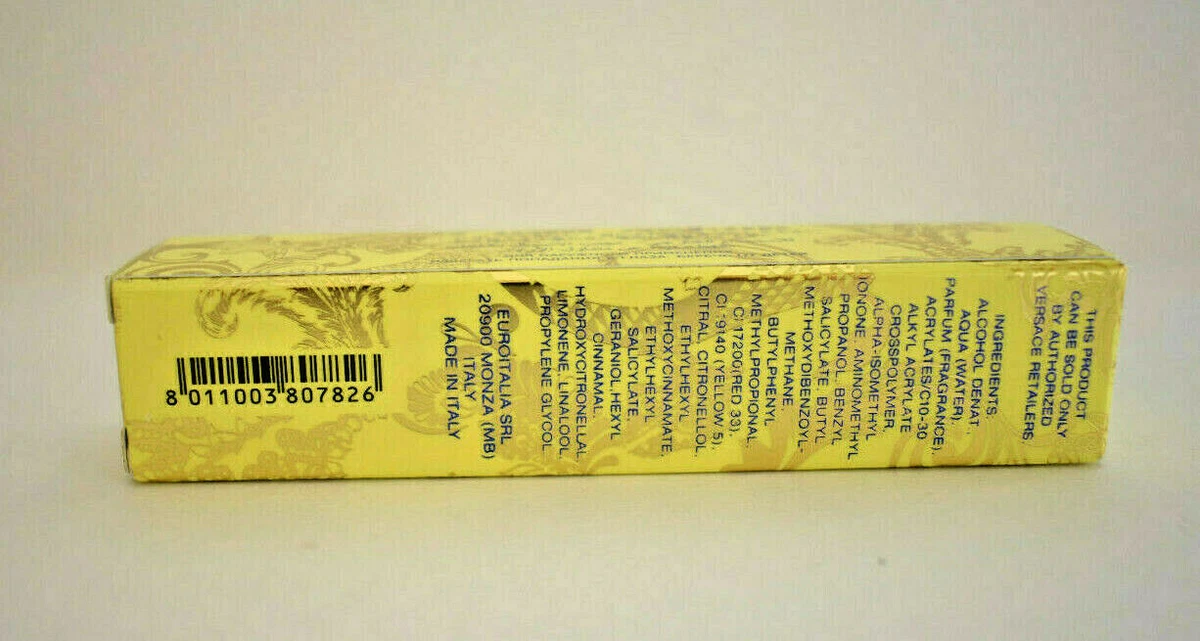 THIS PRODUCT
CAN BE SOLD ONLY
BY AUTHORIZED
VERSACE RETAILERS
INGREDIENTS:
ALCOHOL DENAT.,
AQUA (WATER),
PARFUM (FRAGRANCE),
ACRYLATES/C10-30
ALKYL ACRYLATE
CROSSPOLYMER,
ALPHA-ISOMETHYL
IONONE, AMINOMETHYL
PROPANOL, BENZYL
SALICYLATE, BUTYL
METHOXYDIBENZOYL-
METHANE,
BUTYLPHENYL
METHYLPROPIONAL,
CI 17200(RED 33),
CI 19140 (YELLOW 5),
CITRAL, CITRONELLOL,
ETHYLHEXYL
METHOXYCINNAMATE,
ETHYLHEXYL
SALICYLATE,
GERANIOL, HEXYL
CINNAMAL,
HYDROXYCITRONELLAL,
LIMONENE, LINALOOL,
PROPYLENE GLYCOL.
EUROITALIA SRL
20900 MONZA (MB)
ITALY
MADE IN ITALY
8 011003 807826